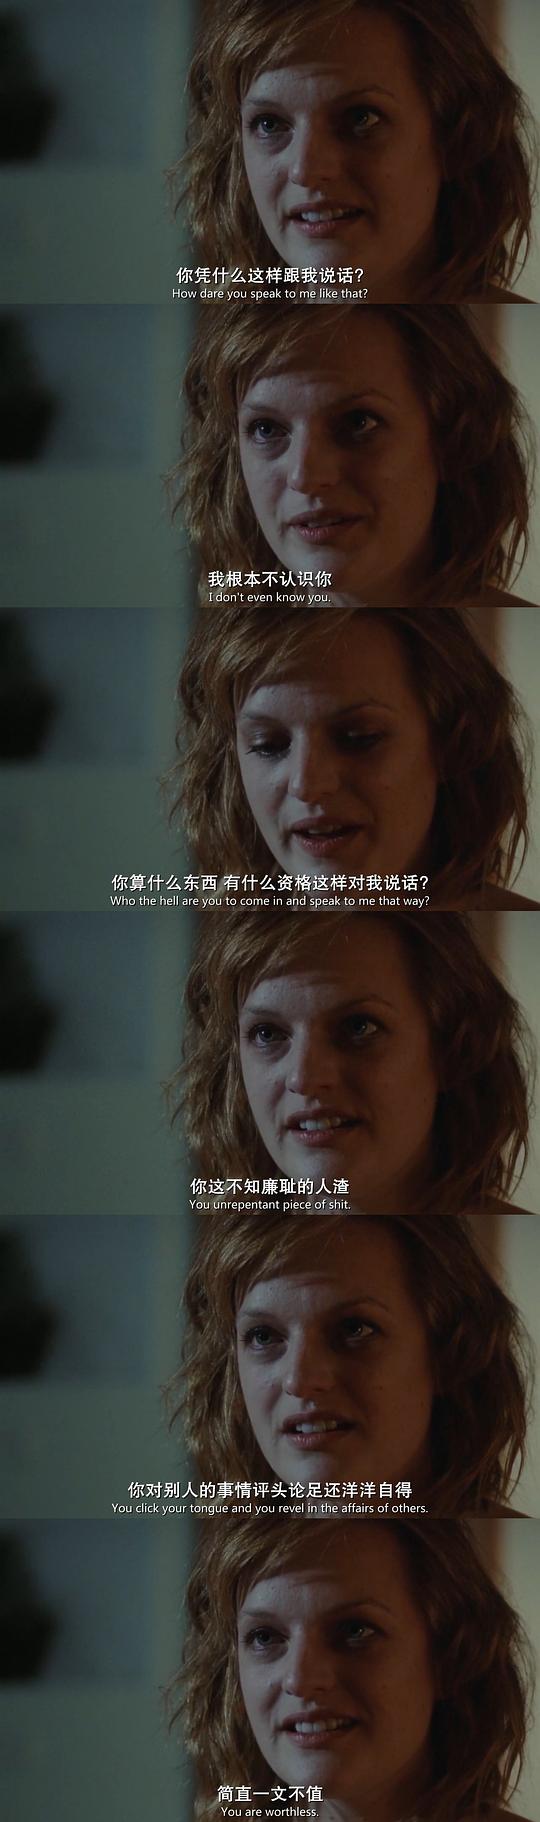 你凭什么这样跟我说话?
How dare you speak to me like that?
我根本不认识你
I don't even know you.
你算什么东西 有什么资格这样对我说话?
Who the hell are you to come in and speak to me that way?
你这不知廉耻的人渣
You unrepentant piece of shit.
你对别人的事情评头论足还洋洋自得
You click your tongue and you revel in the affairs of others.
简直一文不值
You are worthless.